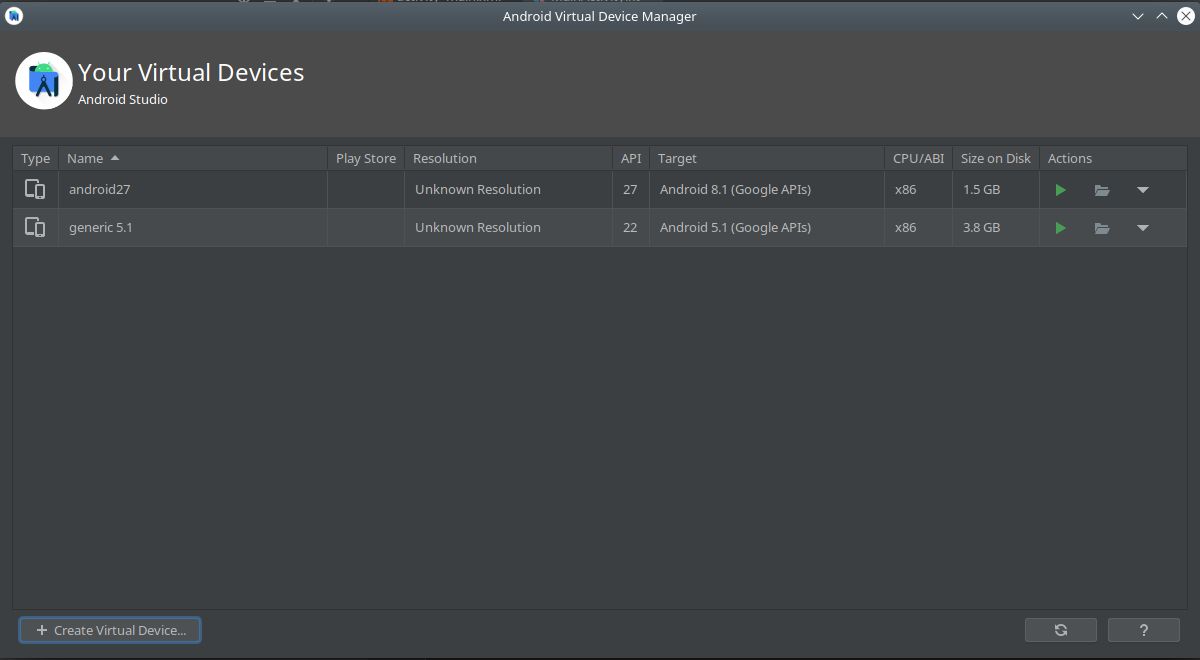 Android Virtual Device Manager
Your Virtual Devices
Android Studio
Type Name Play Store Resolution API Target CPU/ABI Size on Disk Actions
android27 Unknown Resolution 27 Android 8.1 (Google APIs) x86 1.5 GB
generic 5.1 Unknown Resolution 22 Android 5.1 (Google APIs) x86 3.8 GB
+ Create Virtual Device... ?